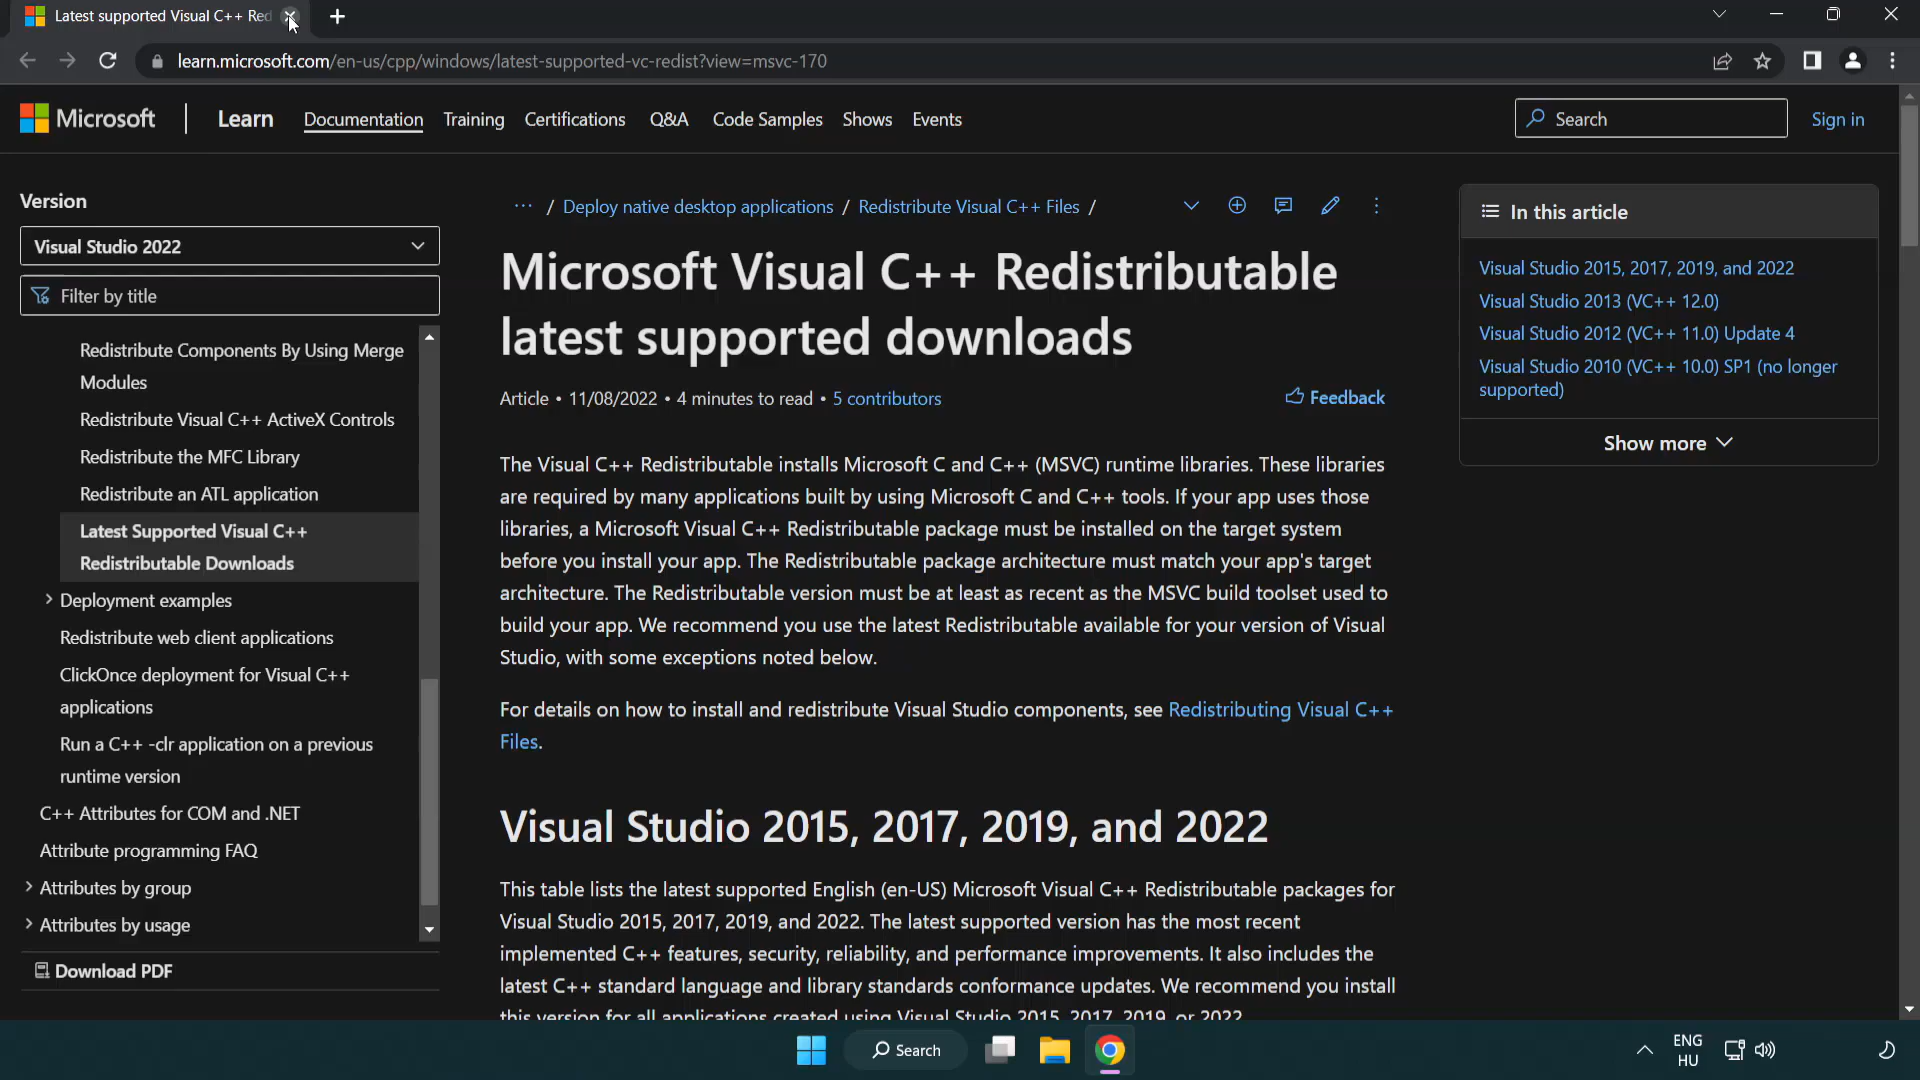 Latest supported Visual C++ Red
learn.microsoft.com/en-us/cpp/windows/latest-supported-vc-redist?view=msvc-170
Microsoft
Learn
Documentation
Training
Certifications
Q&A
Code Samples
Shows
Events
Search
Sign in
Version
Visual Studio 2022
Filter by title
Redistribute Components By Using Merge
Modules
Redistribute Visual C++ ActiveX Controls
Redistribute the MFC Library
Redistribute an ATL application
Latest Supported Visual C++
Redistributable Downloads
Deployment examples
Redistribute web client applications
ClickOnce deployment for Visual C++
applications
Run a C++ -clr application on a previous
runtime version
C++ Attributes for COM and .NET
Attribute programming FAQ
Attributes by group
Attributes by usage
Download PDF
··· / Deploy native desktop applications / Redistribute Visual C++ Files /
Microsoft Visual C++ Redistributable
latest supported downloads
Article • 11/08/2022 • 4 minutes to read • 5 contributors
Feedback
The Visual C++ Redistributable installs Microsoft C and C++ (MSVC) runtime libraries. These libraries
are required by many applications built by using Microsoft C and C++ tools. If your app uses those
libraries, a Microsoft Visual C++ Redistributable package must be installed on the target system
before you install your app. The Redistributable package architecture must match your app's target
architecture. The Redistributable version must be at least as recent as the MSVC build toolset used to
build your app. We recommend you use the latest Redistributable available for your version of Visual
Studio, with some exceptions noted below.
For details on how to install and redistribute Visual Studio components, see Redistributing Visual C++
Files.
Visual Studio 2015, 2017, 2019, and 2022
This table lists the latest supported English (en-US) Microsoft Visual C++ Redistributable packages for
Visual Studio 2015, 2017, 2019, and 2022. The latest supported version has the most recent
implemented C++ features, security, reliability, and performance improvements. It also includes the
latest C++ standard language and library standards conformance updates. We recommend you install
this version for all applications created using Visual Studio 2015, 2017, 2019, or 2022.
In this article
Visual Studio 2015, 2017, 2019, and 2022
Visual Studio 2013 (VC++ 12.0)
Visual Studio 2012 (VC++ 11.0) Update 4
Visual Studio 2010 (VC++ 10.0) SP1 (no longer
supported)
Show more
Search
ENG
HU